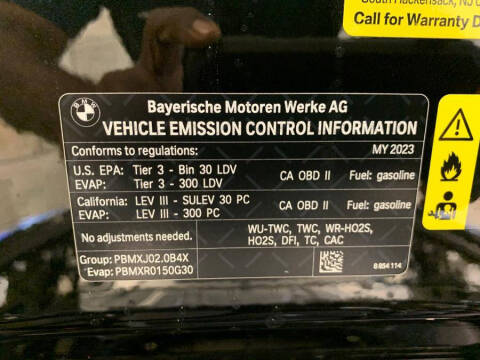 South Hackensack, NJ
Call for Warranty D
BMW
Bayerische Motoren Werke AG
VEHICLE EMISSION CONTROL INFORMATION
Conforms to regulations: MY 2023
U.S. EPA: Tier 3 - Bin 30 LDV CA OBD II Fuel: gasoline
EVAP: Tier 3 - 300 LDV
California: LEV III - SULEV 30 PC CA OBD II Fuel: gasoline
EVAP: LEV III - 300 PC
No adjustments needed. WU-TWC, TWC, WR-HO2S,
HO2S, DFI, TC, CAC
Group: PBMXJ02.0B4X
Evap: PBMXR0150G30
8 854 114